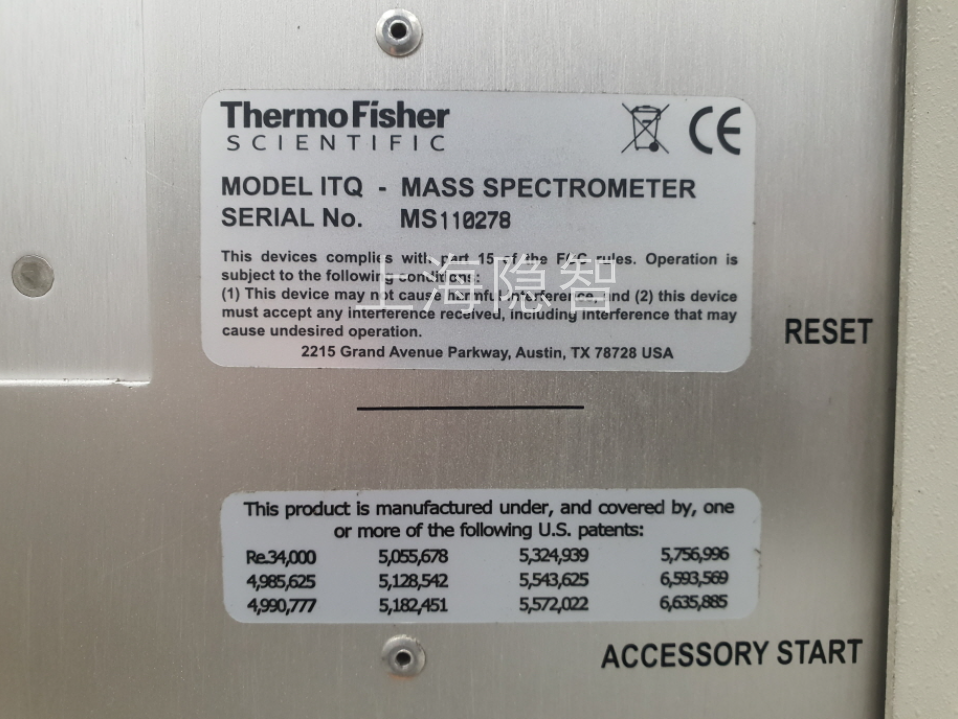 ThermoFisher
SCIENTIFIC
MODEL ITQ - MASS SPECTROMETER
SERIAL No. MS110278
This devices complies with part 15 of the FCC rules. Operation is
subject to the following conditions:
(1) This device may not cause harmful interference, and (2) this device
must accept any interference received, including interference that may
cause undesired operation.
2215 Grand Avenue Parkway, Austin, TX 78728 USA
上海隐智
RESET
This product is manufactured under, and covered by, one
or more of the following U.S. patents:
Re.34,000 5,055,678 5,324,939 5,756,996
4,985,625 5,128,542 5,543,625 6,593,569
4,990,777 5,182,451 5,572,022 6,635,885
ACCESSORY START